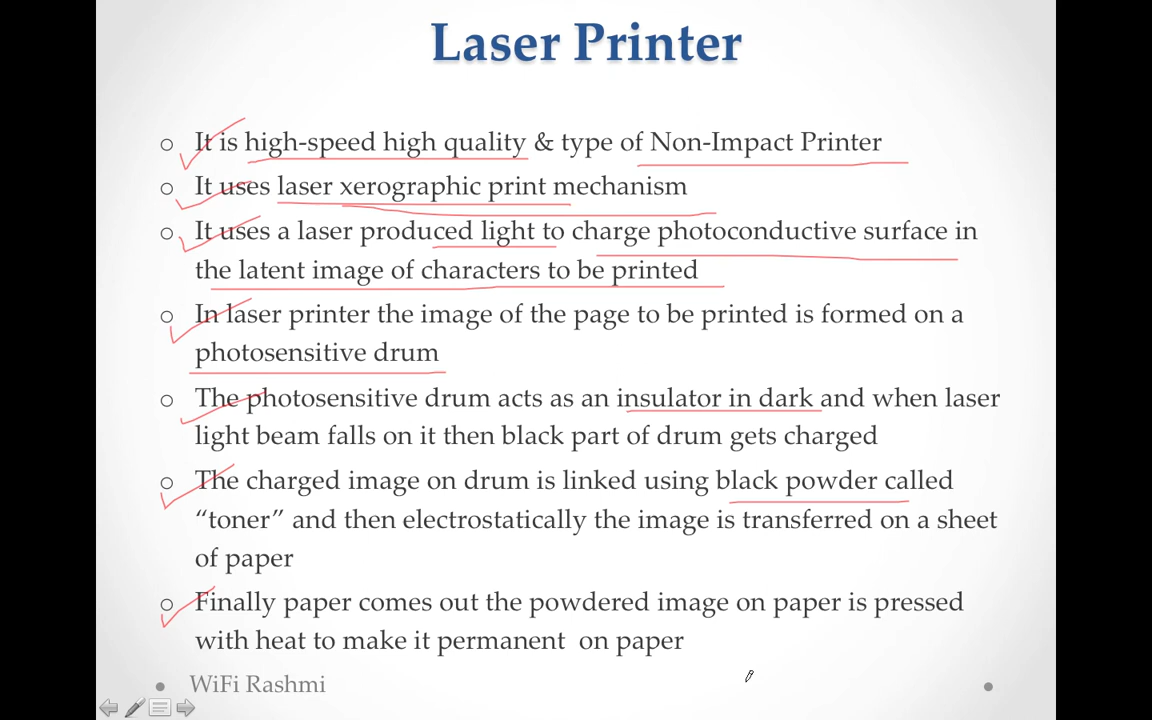 Laser Printer
It is high-speed high quality & type of Non-Impact Printer
It uses laser xerographic print mechanism
It uses a laser produced light to charge photoconductive surface in
the latent image of characters to be printed
In laser printer the image of the page to be printed is formed on a
photosensitive drum
The photosensitive drum acts as an insulator in dark and when laser
light beam falls on it then black part of drum gets charged
The charged image on drum is linked using black powder called
“toner” and then electrostatically the image is transferred on a sheet
of paper
Finally paper comes out the powdered image on paper is pressed
with heat to make it permanent on paper
WiFi Rashmi